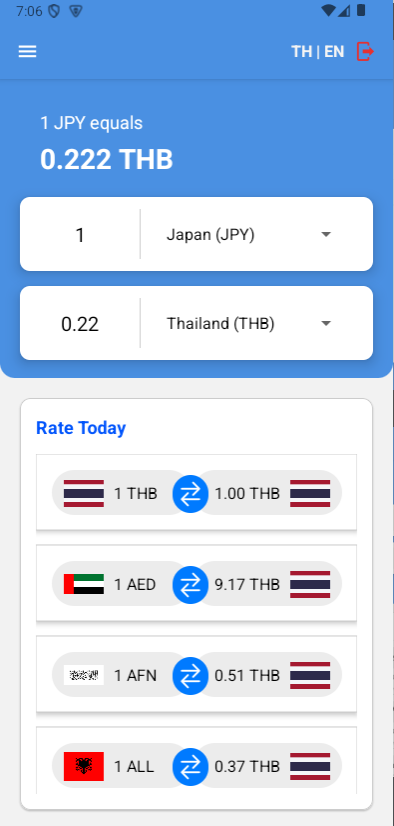 7:06
TH | EN
1 JPY equals
0.222 THB
1
Japan (JPY)
0.22
Thailand (THB)
Rate Today
1 THB
1.00 THB
1 AED
9.17 THB
1 AFN
0.51 THB
1 ALL
0.37 THB